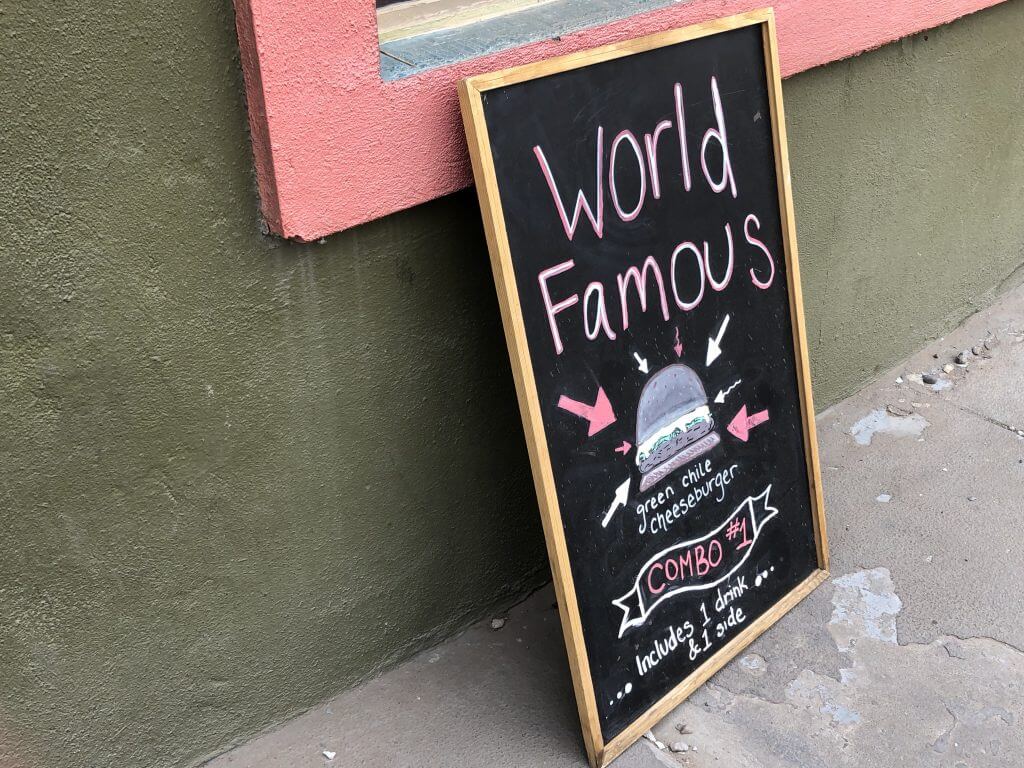 World
Famous
green chile
cheeseburger
COMBO #1
Includes 1 drink
& 1 side